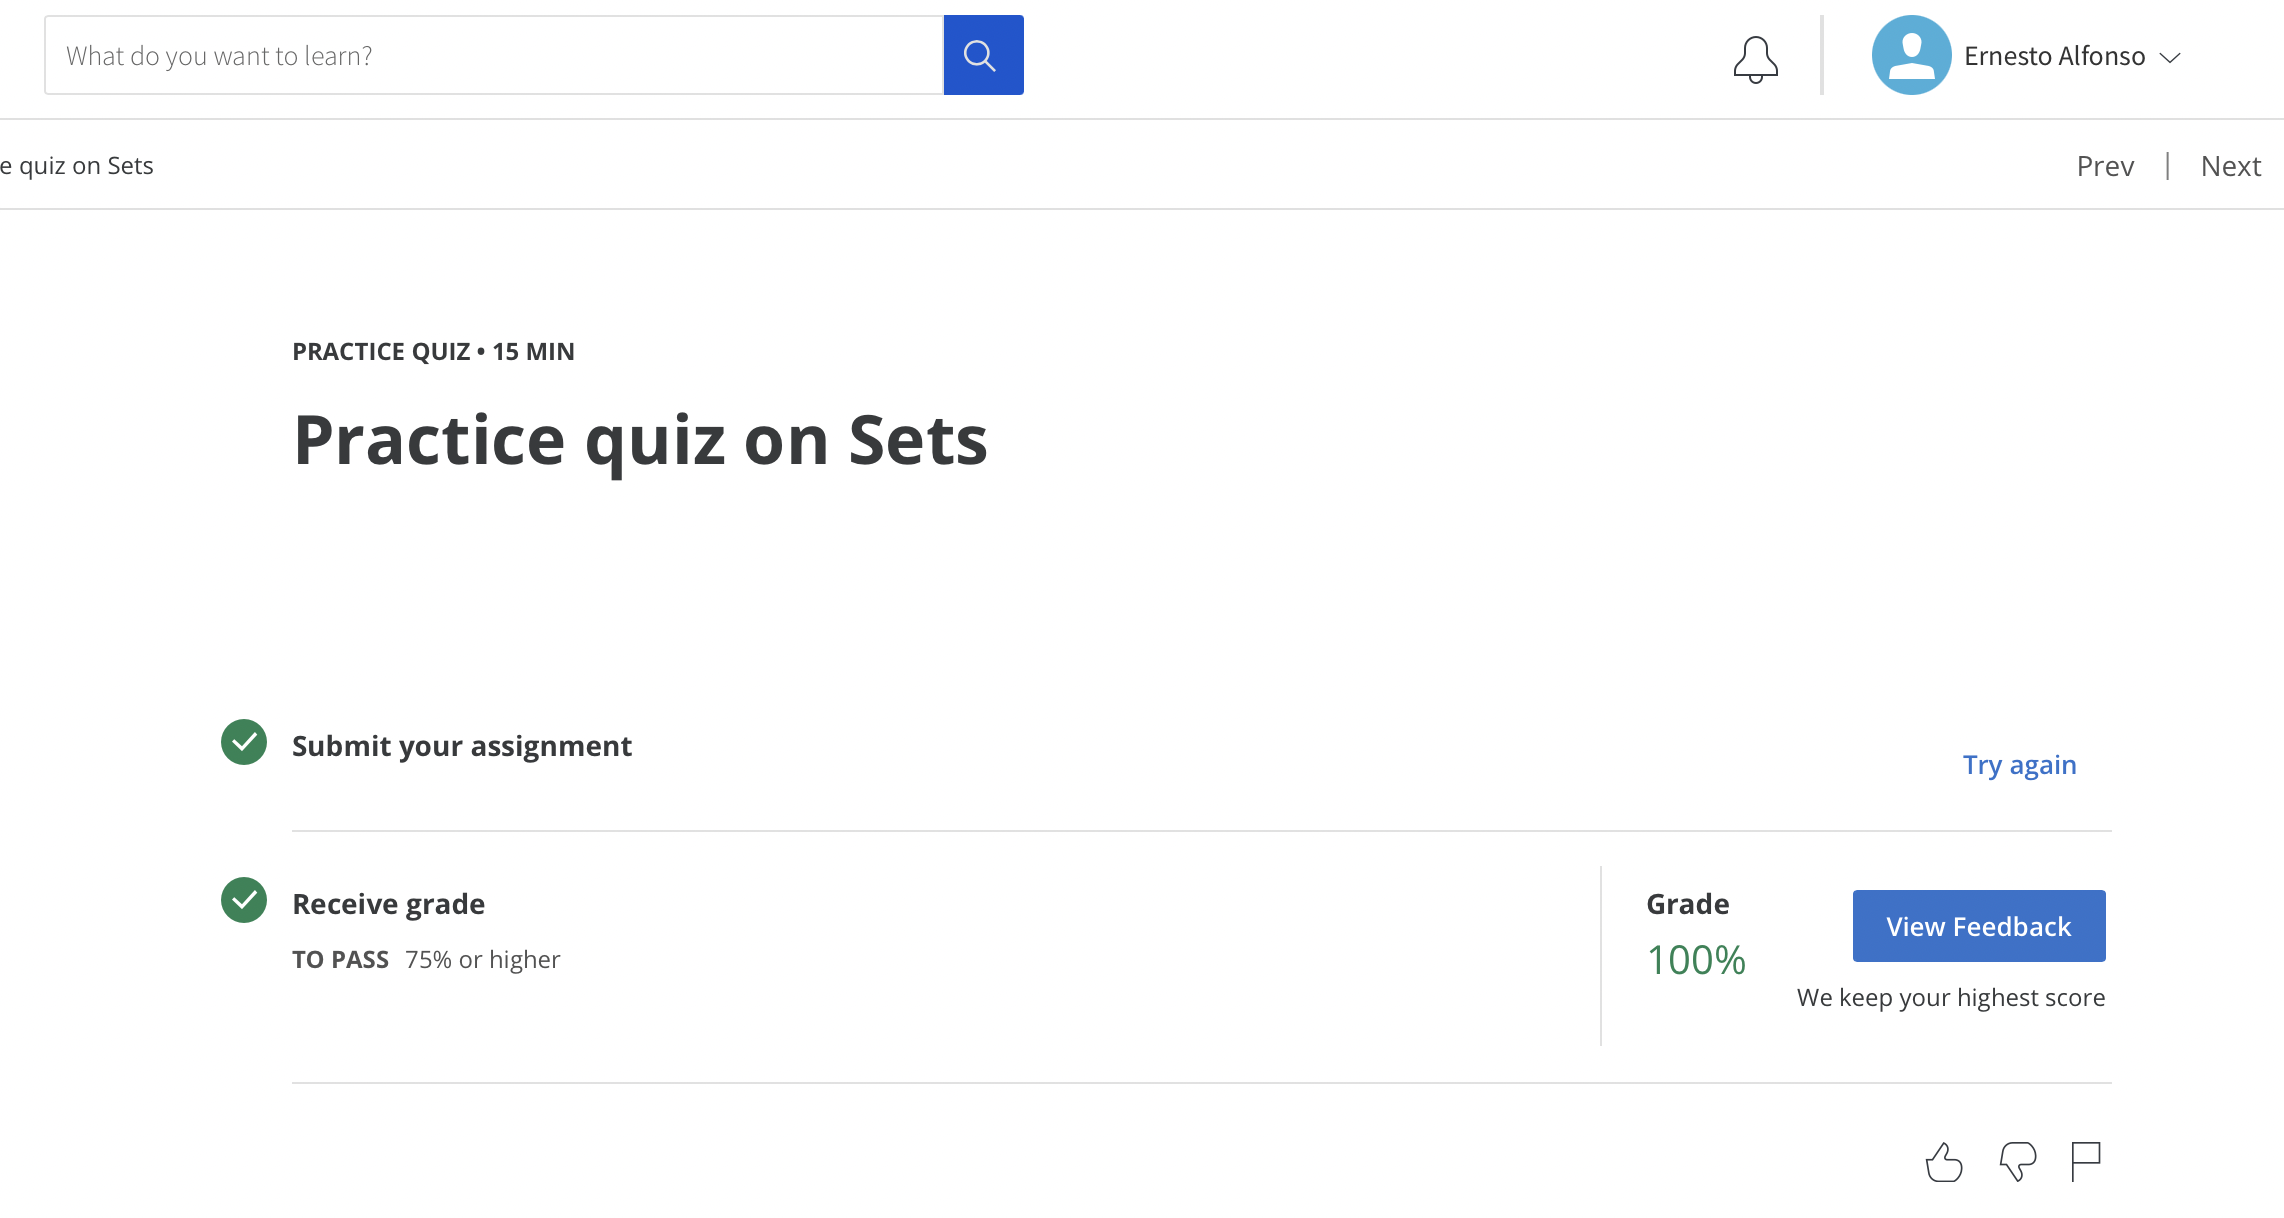 What do you want to learn?
Ernesto Alfonso
e quiz on Sets
Prev | Next
PRACTICE QUIZ • 15 MIN
Practice quiz on Sets
Submit your assignment
Try again
Receive grade
TO PASS 75% or higher
Grade
100%
View Feedback
We keep your highest score